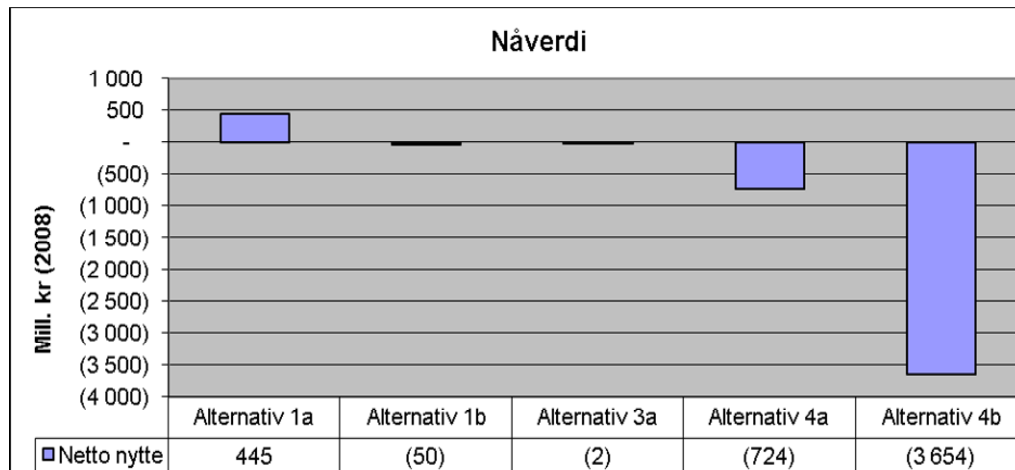 Nåverdi
Mill. kr (2008)
1 000
500
-
(500)
(1 000)
(1 500)
(2 000)
(2 500)
(3 000)
(3 500)
(4 000)
Alternativ 1a Alternativ 1b Alternativ 3a Alternativ 4a Alternativ 4b
Netto nytte 445 (50) (2) (724) (3 654)